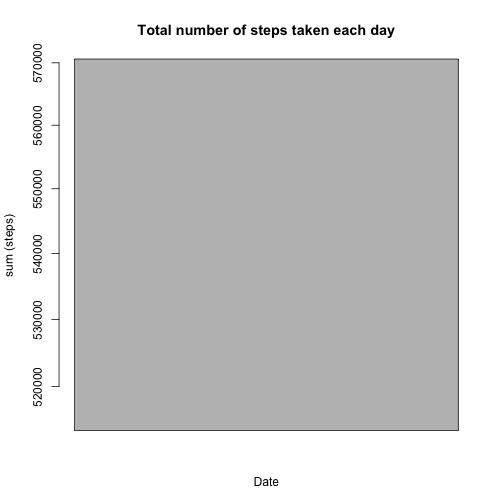 Total number of steps taken each day
570000
560000
550000
540000
530000
520000
sum (steps)
Date